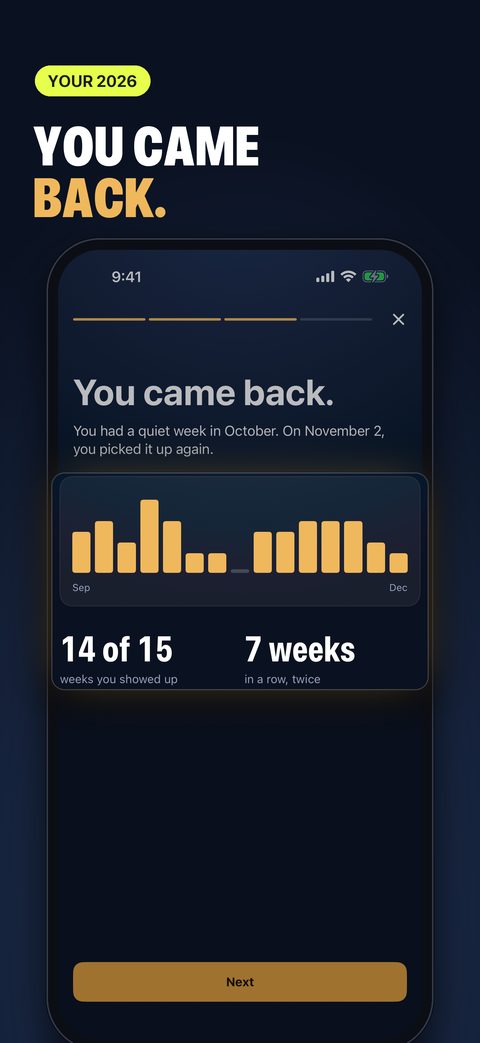 YOUR 2026
YOU CAME
BACK.
9:41
You came back.
You had a quiet week in October. On November 2,
you picked it up again.
Sep
Dec
14 of 15
7 weeks
weeks you showed up
in a row, twice
Next